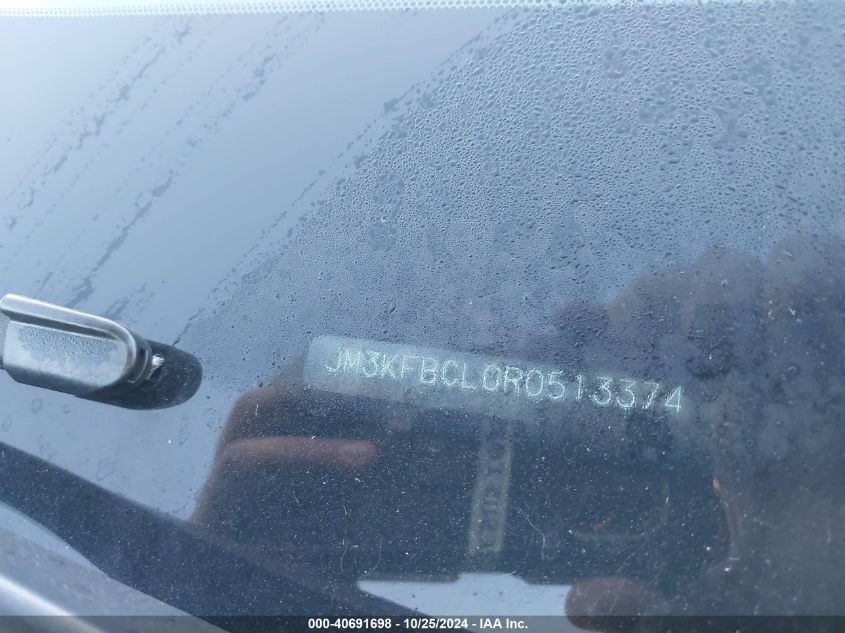 JM3KFBCL0R0513374
000-40691698 - 10/25/2024 - IAA Inc.